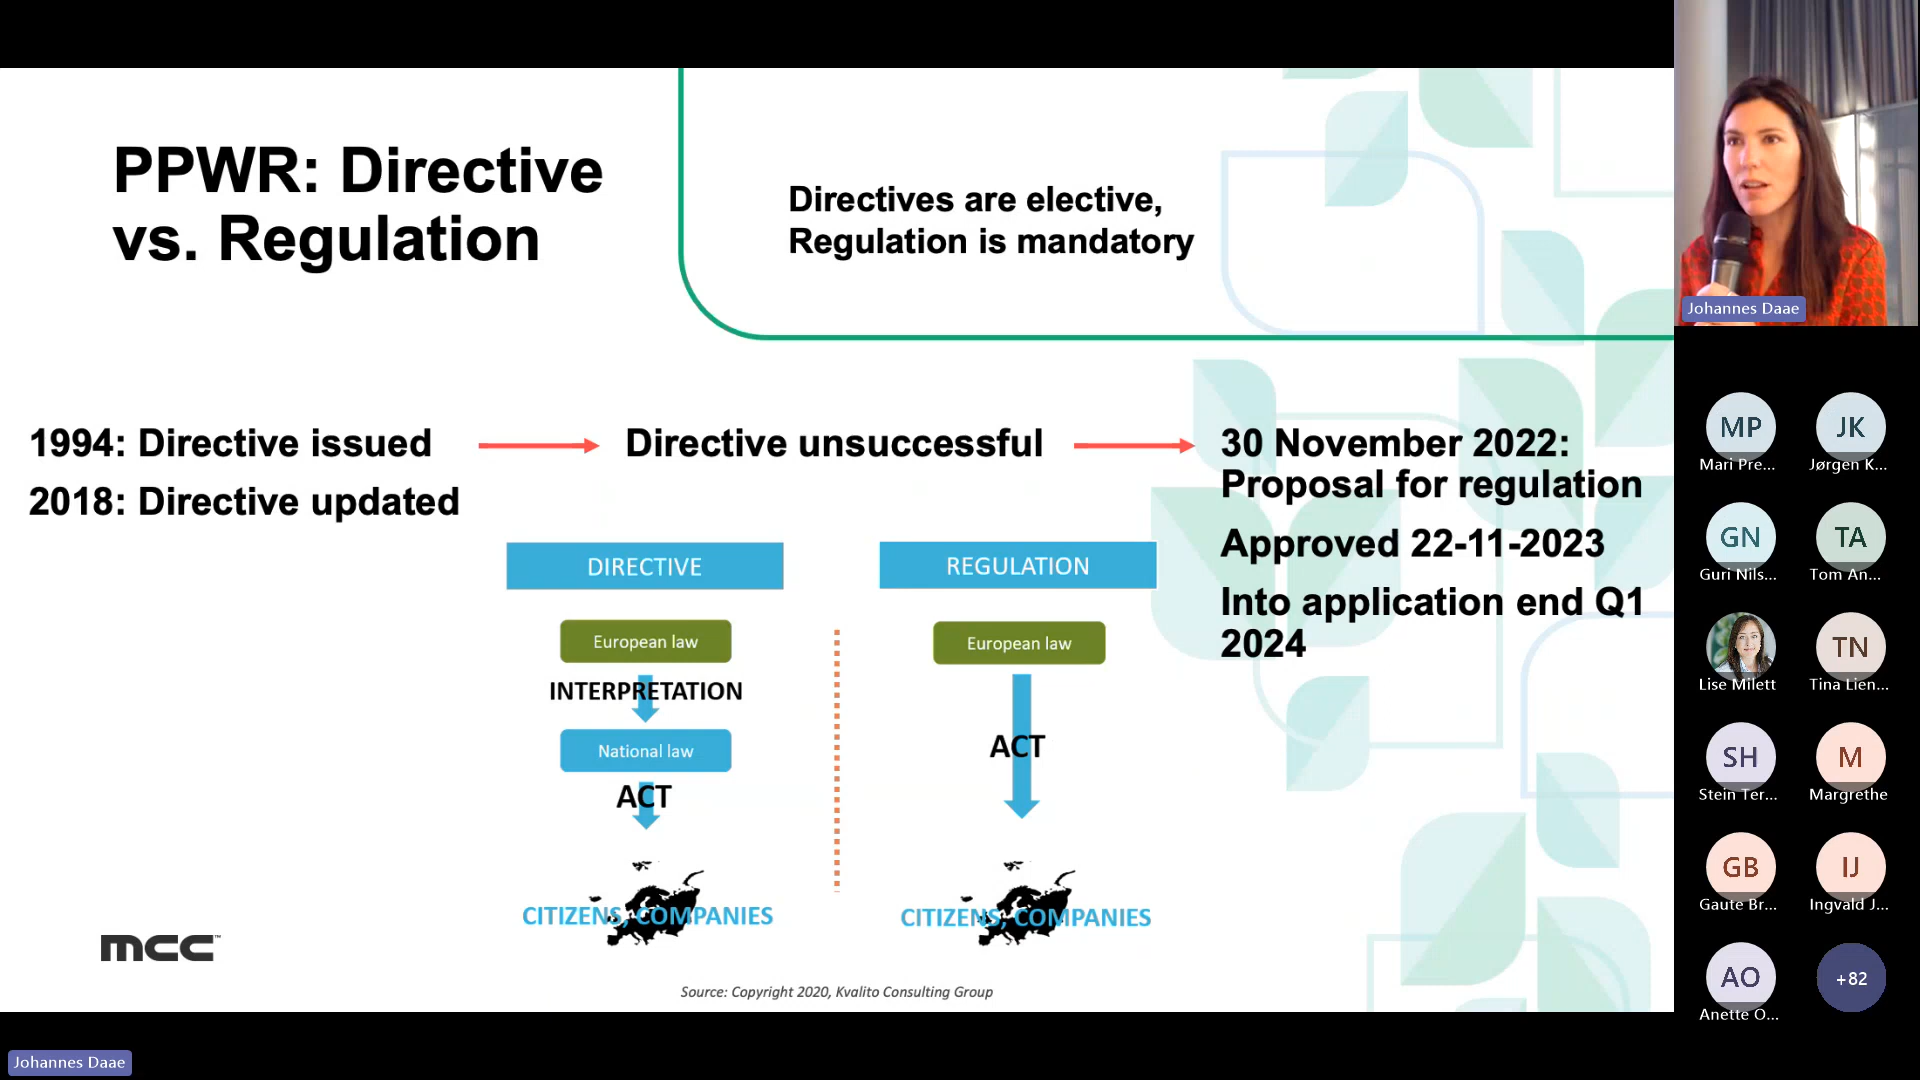 PPWR: Directive
vs. Regulation
Directives are elective,
Regulation is mandatory
1994: Directive issued
2018: Directive updated
Directive unsuccessful
30 November 2022:
Proposal for regulation
Approved 22-11-2023
Into application end Q1
2024
DIRECTIVE
European law
INTERPRETATION
National law
ACT
CITIZENS, COMPANIES
REGULATION
European law
ACT
CITIZENS, COMPANIES
mcc™
Source: Copyright 2020, Kvalito Consulting Group
Johannes Daae
Johannes Daae
MP
Mari Pre...
JK
Jørgen K...
GN
Guri Nils...
TA
Tom An...
Lise Milett
TN
Tina Lien...
SH
Stein Ter...
M
Margrethe
GB
Gaute Br...
IJ
Ingvald J...
AO
Anette O...
+82